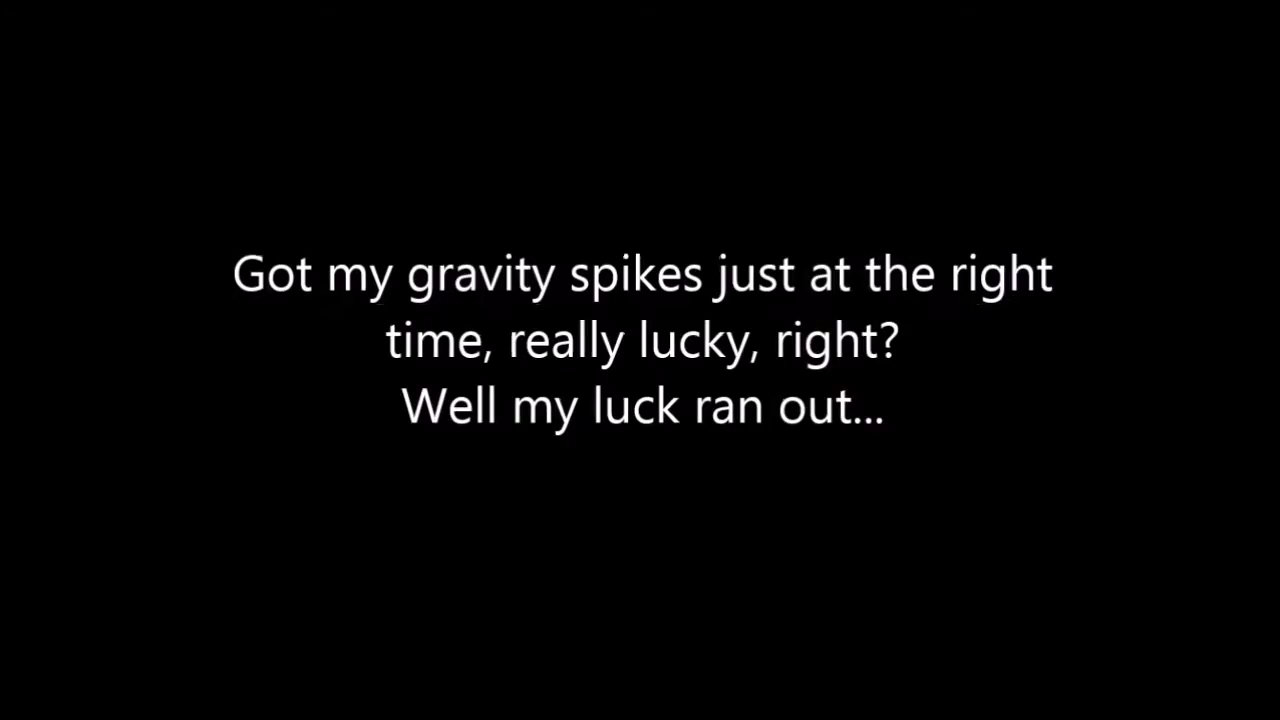 Got my gravity spikes just at the right
time, really lucky, right?
Well my luck ran out...